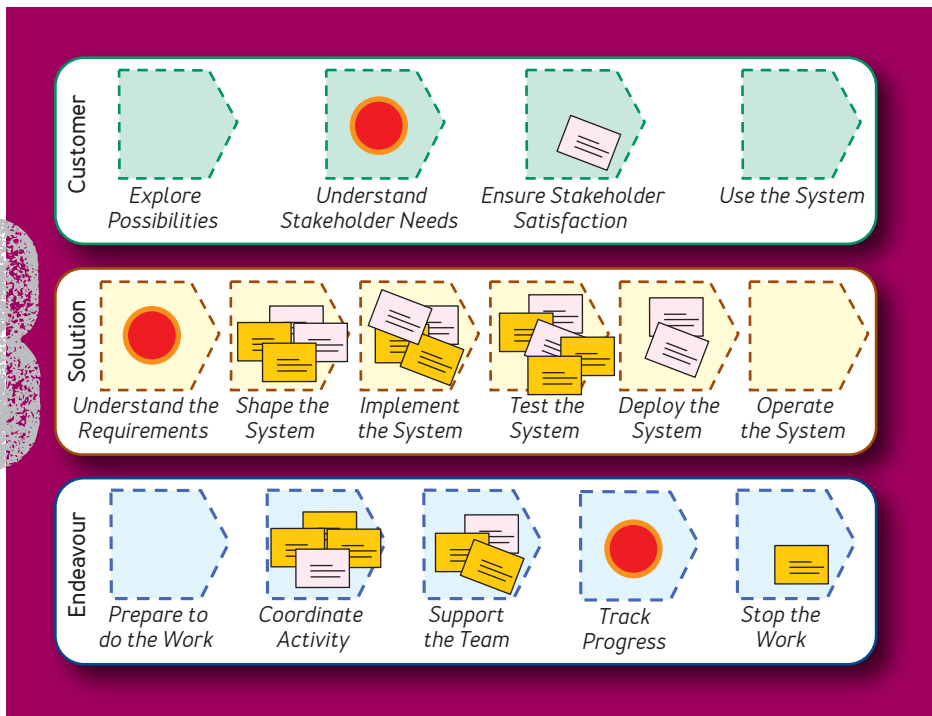 Customer
Explore
Possibilities
Understand
Stakeholder Needs
Ensure Stakeholder
Satisfaction
Use the System
Solution
Understand the
Requirements
Shape the
System
Implement
the System
Test the
System
Deploy the
System
Operate
the System
Endeavour
Prepare to
do the Work
Coordinate
Activity
Support
the Team
Track
Progress
Stop the
Work